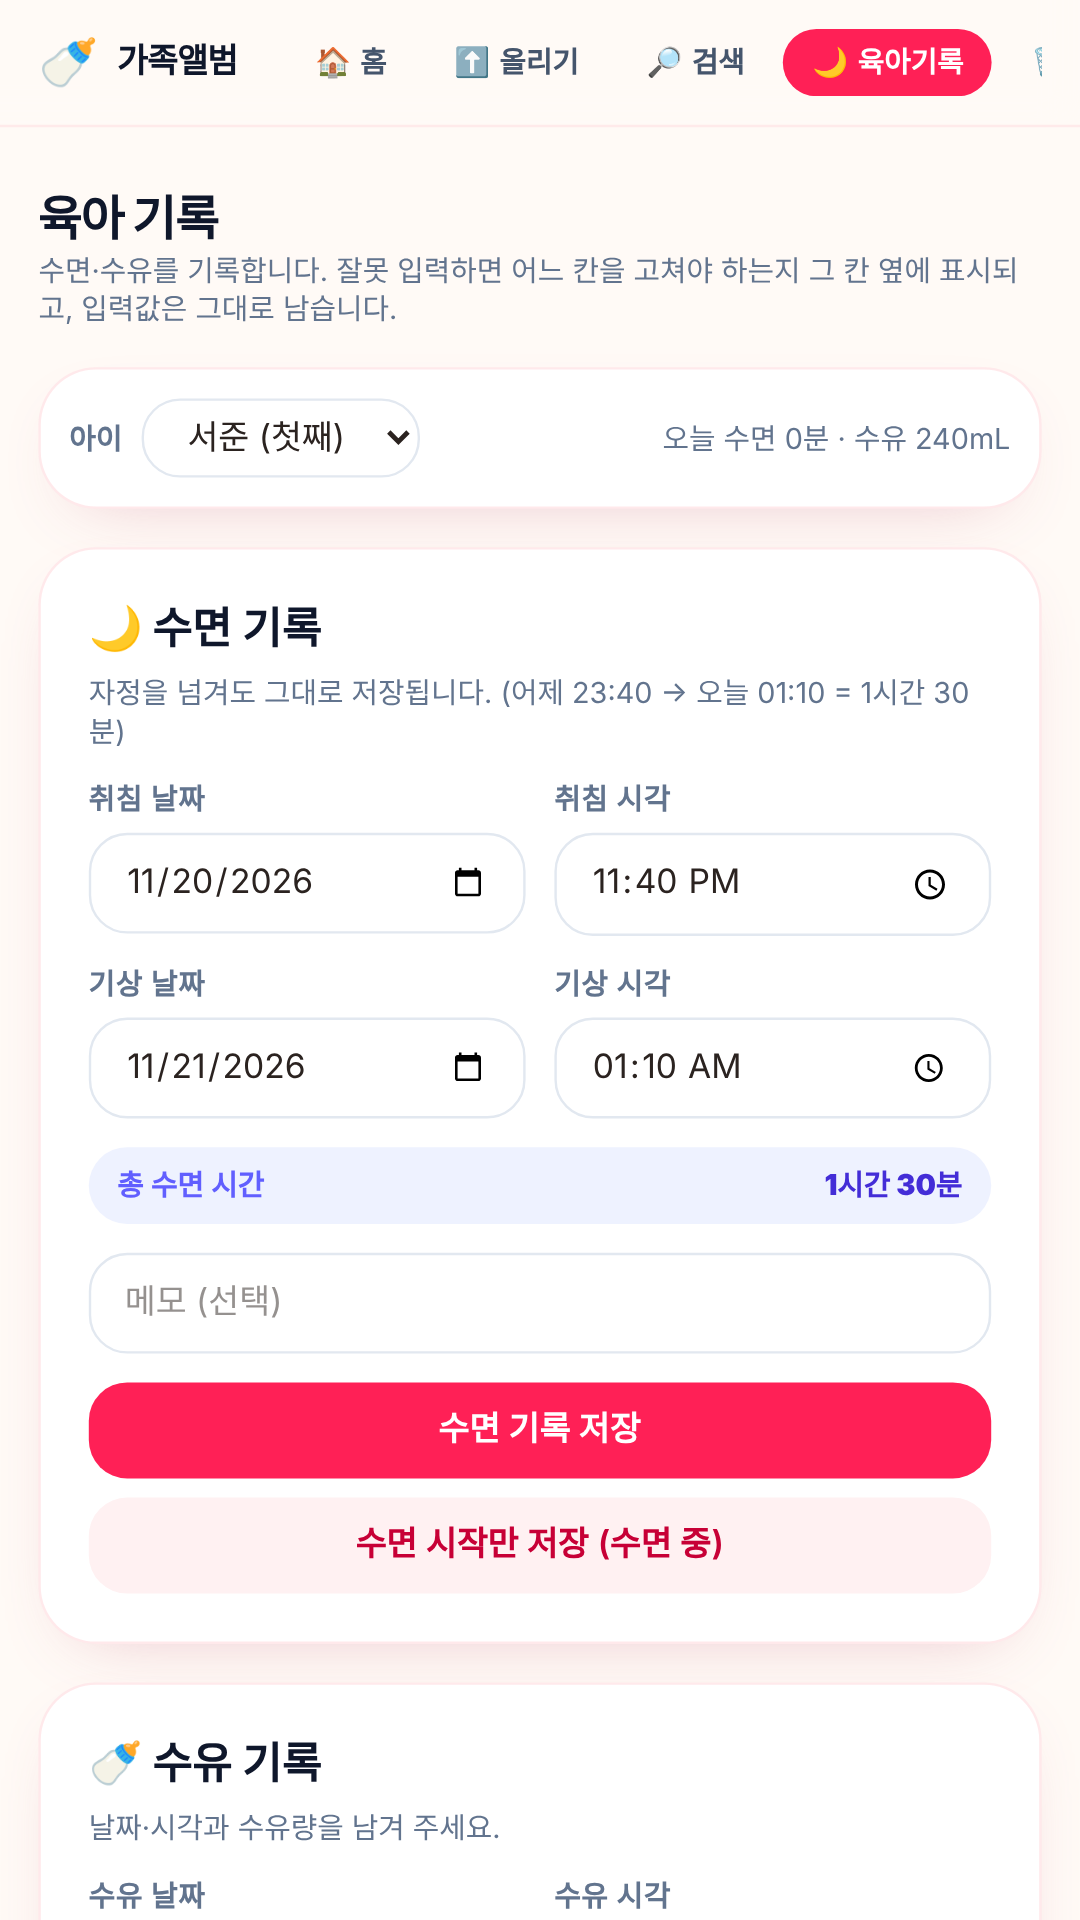 가족앨범
홈
올리기
검색
육아기록
육아 기록
수면·수유를 기록합니다. 잘못 입력하면 어느 칸을 고쳐야 하는지 그 칸 옆에 표시되
고, 입력값은 그대로 남습니다.
아이
서준 (첫째)
오늘 수면 0분 · 수유 240mL
수면 기록
자정을 넘겨도 그대로 저장됩니다. (어제 23:40 → 오늘 01:10 = 1시간 30
분)
취침 날짜
취침 시각
11/20/2026
11:40 PM
기상 날짜
기상 시각
11/21/2026
01:10 AM
총 수면 시간
1시간 30분
메모 (선택)
수면 기록 저장
수면 시작만 저장 (수면 중)
수유 기록
날짜·시각과 수유량을 남겨 주세요.
수유 날짜
수유 시각